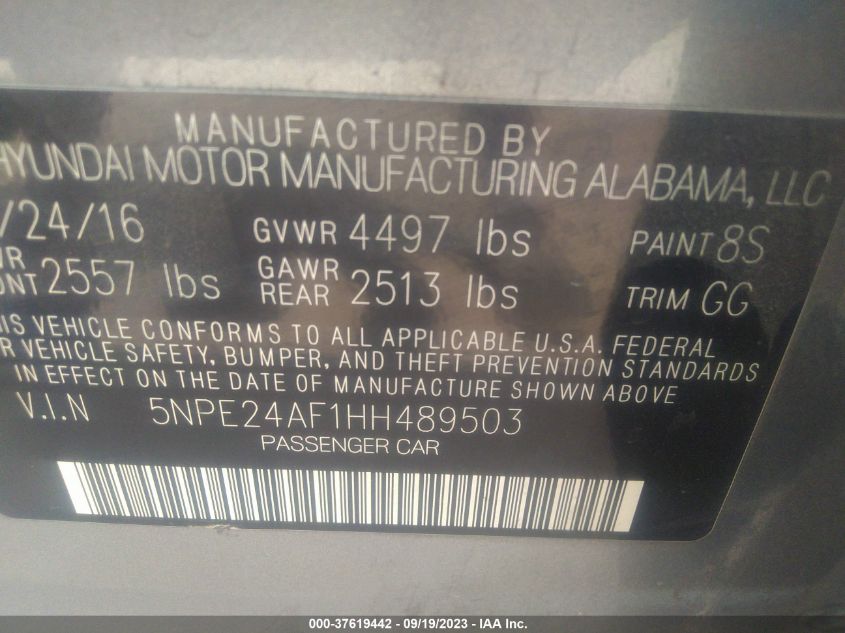 MANUFACTURED BY
HYUNDAI MOTOR MANUFACTURING ALABAMA, LLC
/24/16 GVWR 4497 lbs PAINT 8S
2557 lbs GAWR REAR 2513 lbs TRIM GG
VEHICLE CONFORMS TO ALL APPLICABLE U.S.A. FEDERAL
VEHICLE SAFETY, BUMPER, AND THEFT PREVENTION STANDARDS
IN EFFECT ON THE DATE OF MANUFACTURE SHOWN ABOVE
V.I.N 5NPE24AF1HH489503
PASSENGER CAR
000-37619442 - 09/19/2023 - IAA Inc.